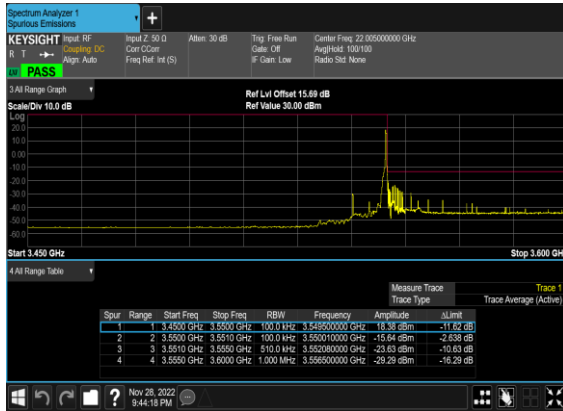 Spectrum Analyzer 1
Spurious Emissions
+
KEYSIGHT Input: RF Input Z: 50 Ω Atten: 30 dB Trig: Free Run Center Freq: 22.005000000 GHz
R T Coupling: DC Corr CCorr Gate: Off Avg|Hold: 100/100
Align: Auto Freq Ref: Int (S) IF Gain: Low Radio Std: None
PASS
3 All Range Graph
Ref Lvl Offset 15.69 dB
Scale/Div 10.0 dB Ref Value 30.00 dBm
Log
20.0
10.0
0.00
-10.0
-20.0
-30.0
-40.0
-50.0
-60.0
Start 3.450 GHz Stop 3.600 GH
4 All Range Table
Measure Trace Trace 1
Trace Type Trace Average (Active)
Spur Range Start Freq Stop Freq RBW Frequency Amplitude ΔLimit
1 1 3.4500 GHz 3.5500 GHz 100.0 kHz 3.549500000 GHz 18.38 dBm -11.62 dB
2 2 3.5500 GHz 3.5510 GHz 100.0 kHz 3.550010000 GHz -15.64 dBm -2.638 dB
3 3 3.5510 GHz 3.5550 GHz 510.0 kHz 3.552080000 GHz -23.63 dBm -10.63 dB
4 4 3.5550 GHz 3.6000 GHz 1.000 MHz 3.556500000 GHz -29.29 dBm -16.29 dB
? Nov 28, 2022
9:44:18 PM